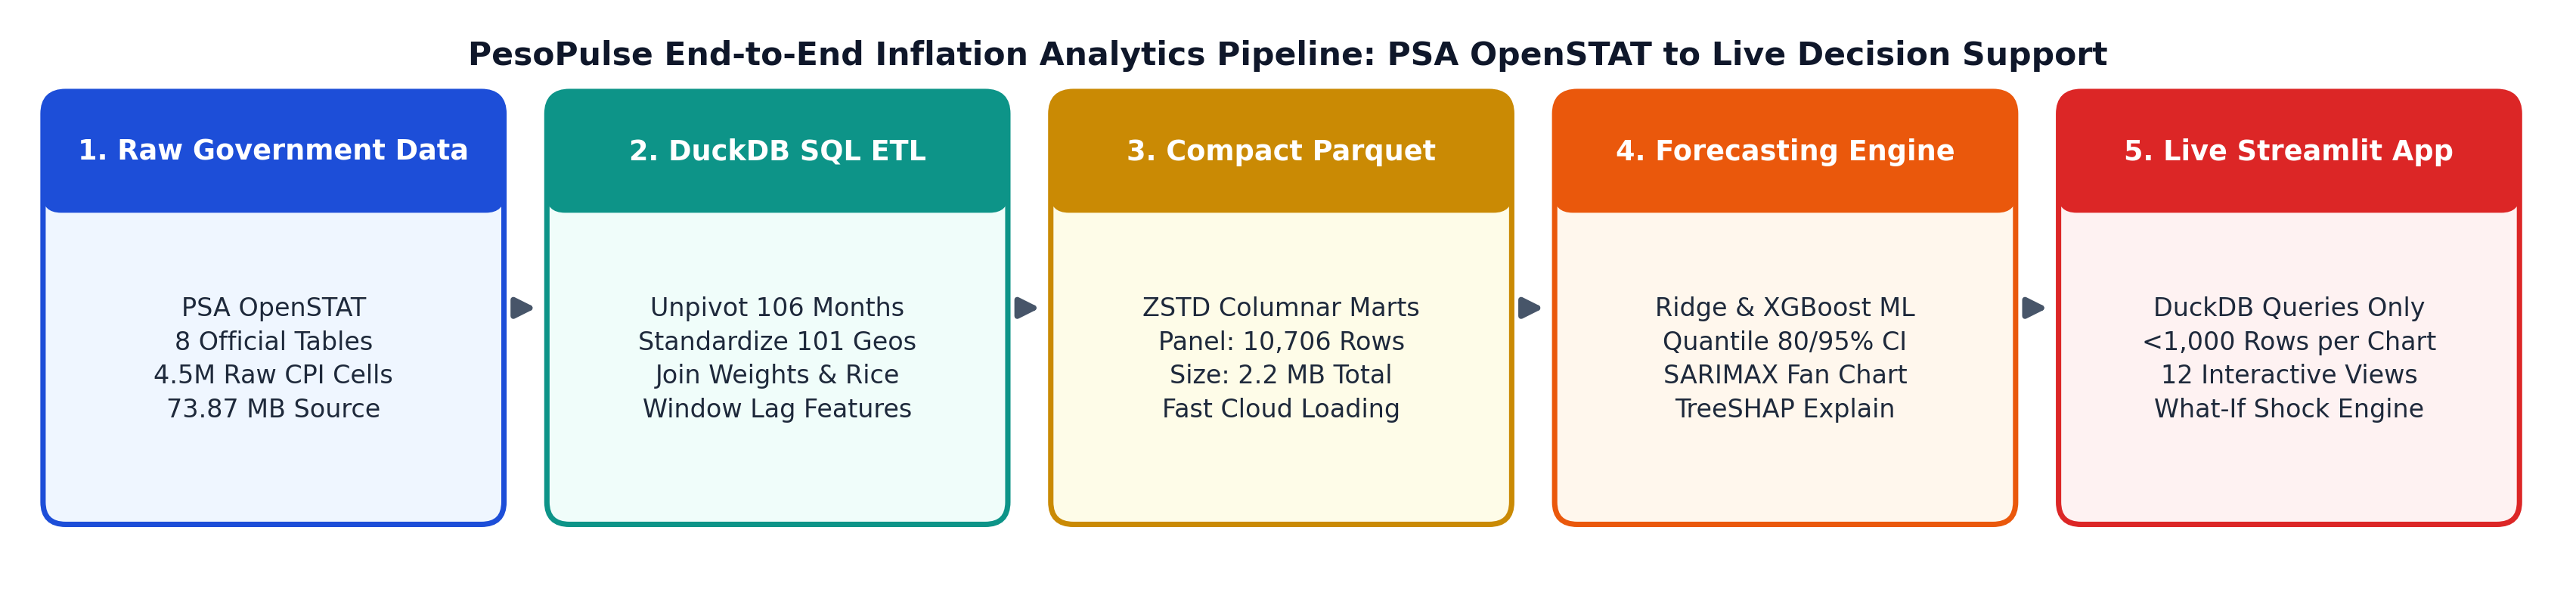 PesoPulse End-to-End Inflation Analytics Pipeline: PSA OpenSTAT to Live Decision Support
1. Raw Government Data
PSA OpenSTAT
8 Official Tables
4.5M Raw CPI Cells
73.87 MB Source
2. DuckDB SQL ETL
Unpivot 106 Months
Standardize 101 Geos
Join Weights & Rice
Window Lag Features
3. Compact Parquet
ZSTD Columnar Marts
Panel: 10,706 Rows
Size: 2.2 MB Total
Fast Cloud Loading
4. Forecasting Engine
Ridge & XGBoost ML
Quantile 80/95% CI
SARIMAX Fan Chart
TreeSHAP Explain
5. Live Streamlit App
DuckDB Queries Only
<1,000 Rows per Chart
12 Interactive Views
What-If Shock Engine